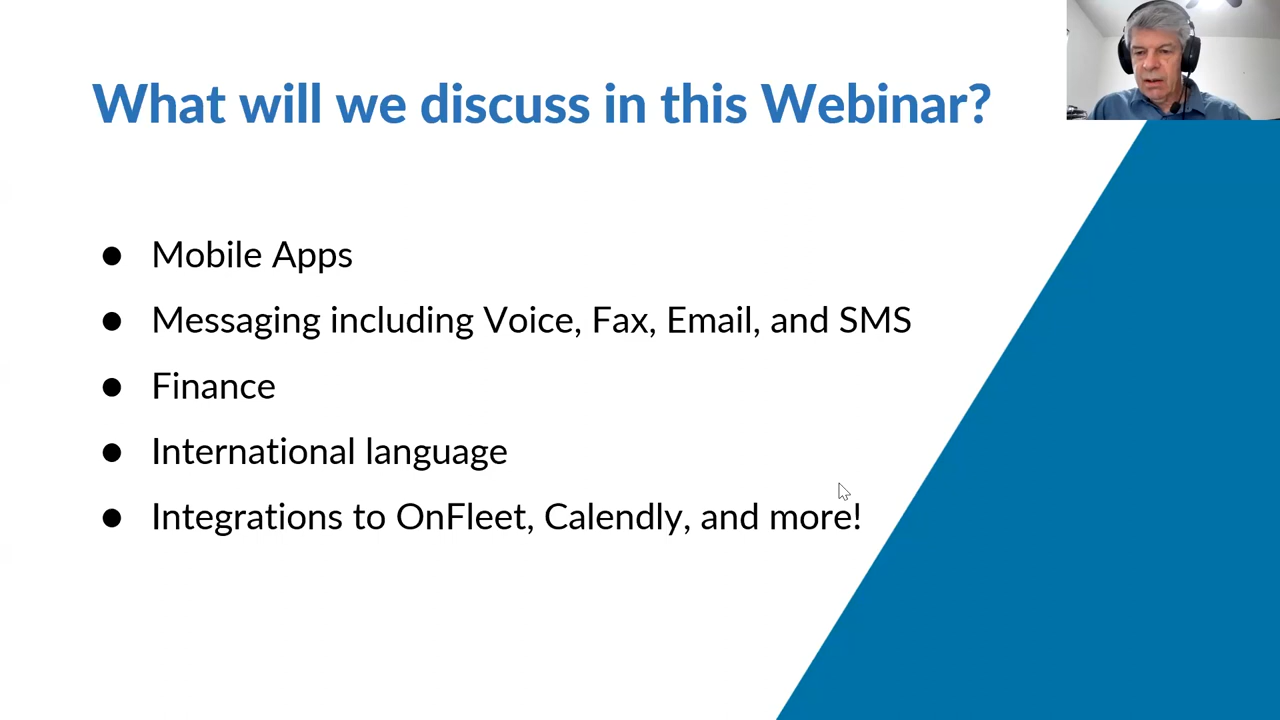 What will we discuss in this Webinar?
● Mobile Apps
● Messaging including Voice, Fax, Email, and SMS
● Finance
● International language
● Integrations to OnFleet, Calendly, and more!